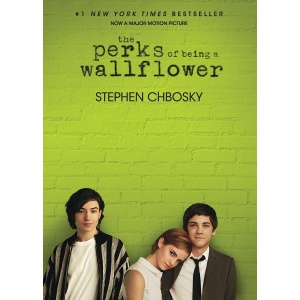 #1 NEW YORK TIMES BESTSELLER
NOW A MAJOR MOTION PICTURE
the
perks of being a
wallflower
STEPHEN CHBOSKY